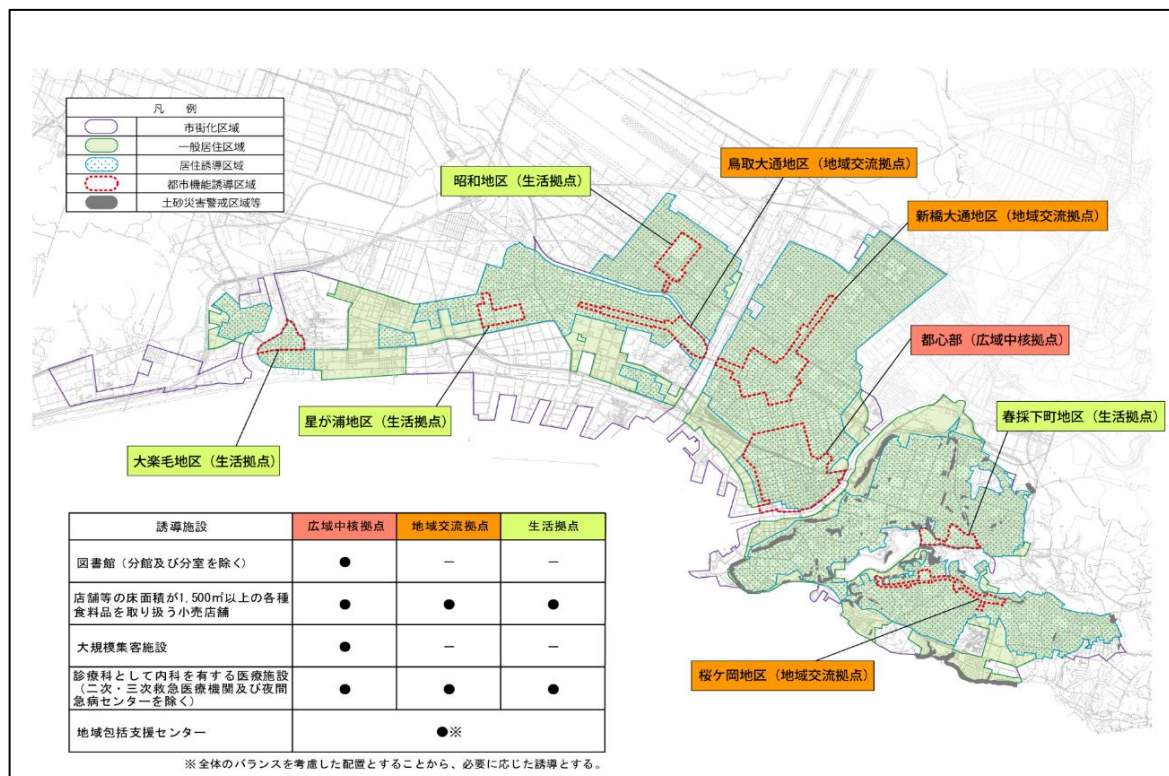 凡　例
市街化区域
一般居住区域
居住誘導区域
都市機能誘導区域
土砂災害警戒区域等
昭和地区（生活拠点）
鳥取大通地区（地域交流拠点）
新橋大通地区（地域交流拠点）
都心部（広域中核拠点）
春採下町地区（生活拠点）
星が浦地区（生活拠点）
大楽毛地区（生活拠点）
桜ケ岡地区（地域交流拠点）
誘導施設 広域中核拠点 地域交流拠点 生活拠点
図書館（分館及び分室を除く） ● － －
店舗等の床面積が1,500㎡以上の各種
食料品を取り扱う小売店舗 ● ● ●
大規模集客施設 ● － －
診療科として内科を有する医療施設
（二次・三次救急医療機関及び夜間
急病センターを除く） ● ● ●
地域包括支援センター ●※
※全体のバランスを考慮した配置とすることから、必要に応じた誘導とする。